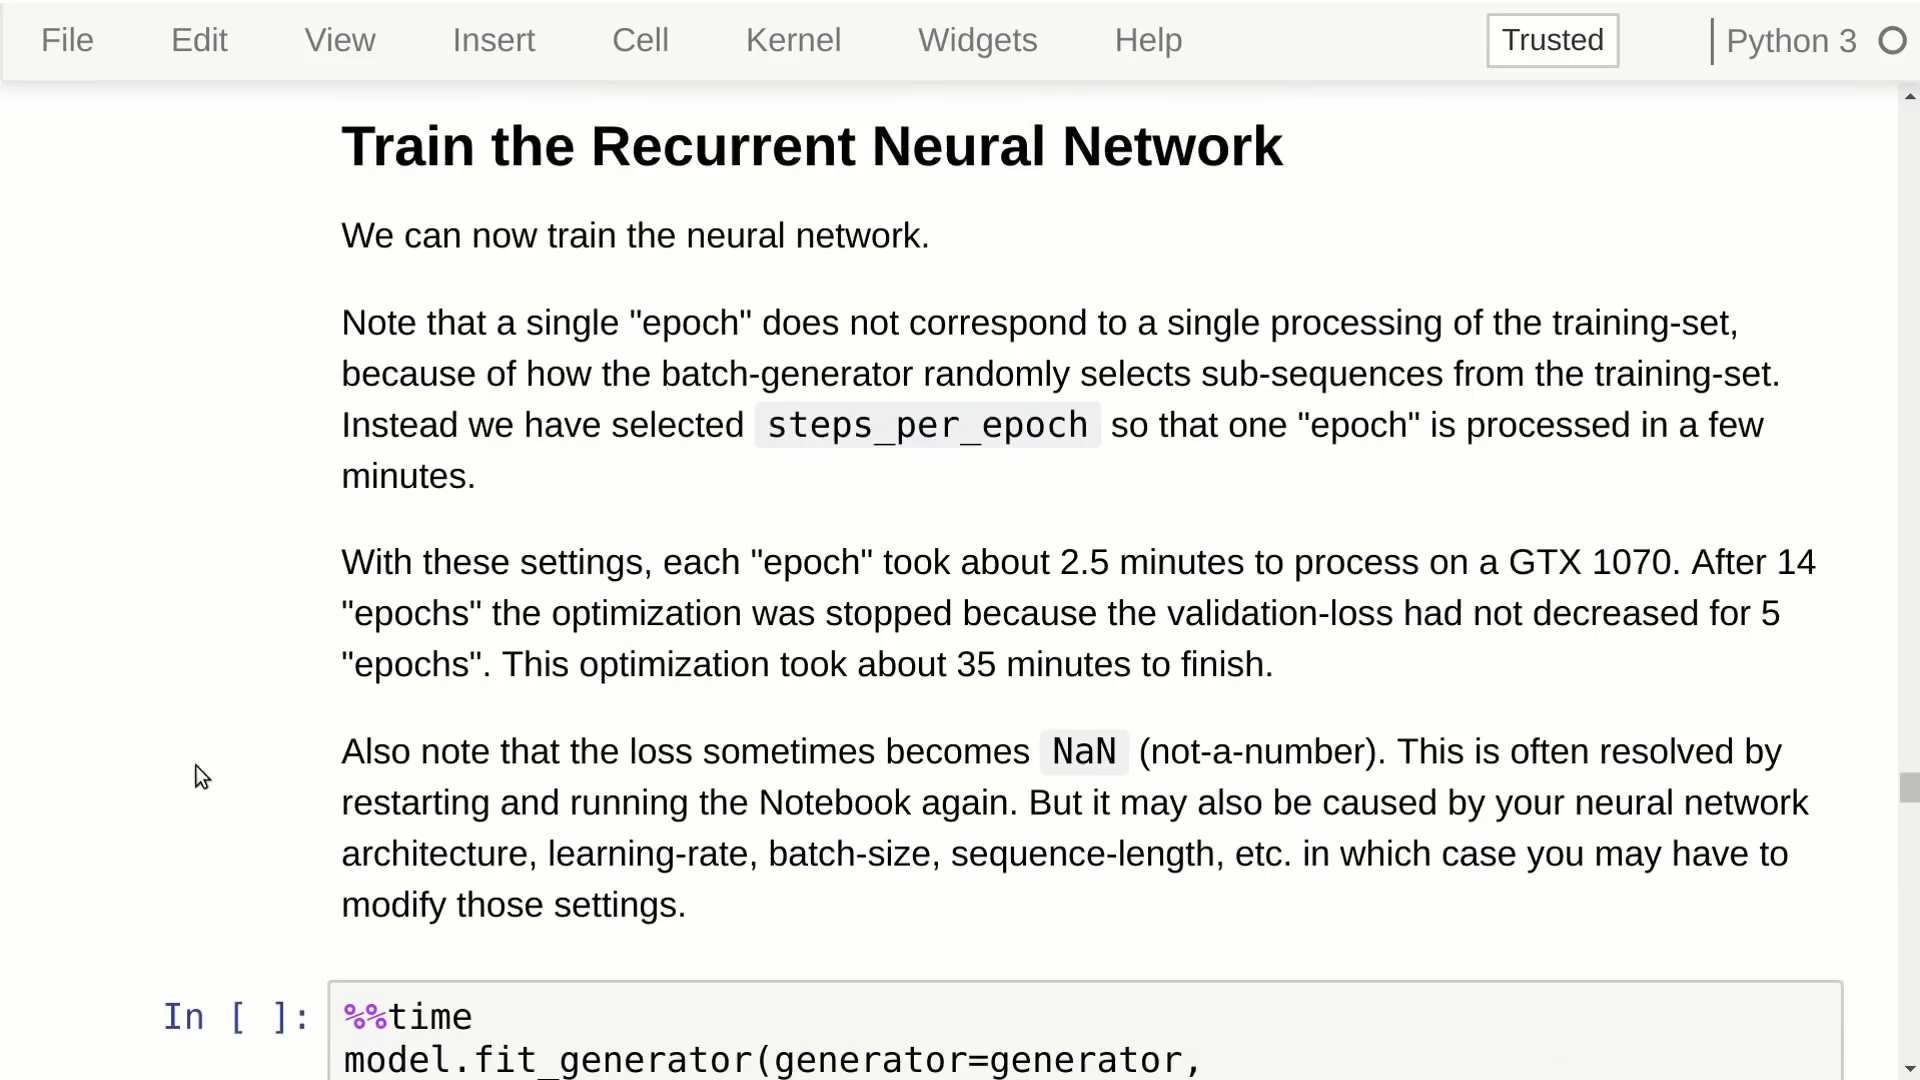 File Edit View Insert Cell Kernel Widgets Help Trusted Python 3
Train the Recurrent Neural Network
We can now train the neural network.
Note that a single "epoch" does not correspond to a single processing of the training-set,
because of how the batch-generator randomly selects sub-sequences from the training-set.
Instead we have selected steps_per_epoch so that one "epoch" is processed in a few
minutes.
With these settings, each "epoch" took about 2.5 minutes to process on a GTX 1070. After 14
"epochs" the optimization was stopped because the validation-loss had not decreased for 5
"epochs". This optimization took about 35 minutes to finish.
Also note that the loss sometimes becomes NaN (not-a-number). This is often resolved by
restarting and running the Notebook again. But it may also be caused by your neural network
architecture, learning-rate, batch-size, sequence-length, etc. in which case you may have to
modify those settings.
In [ ]: %%time
model.fit_generator(generator=generator,